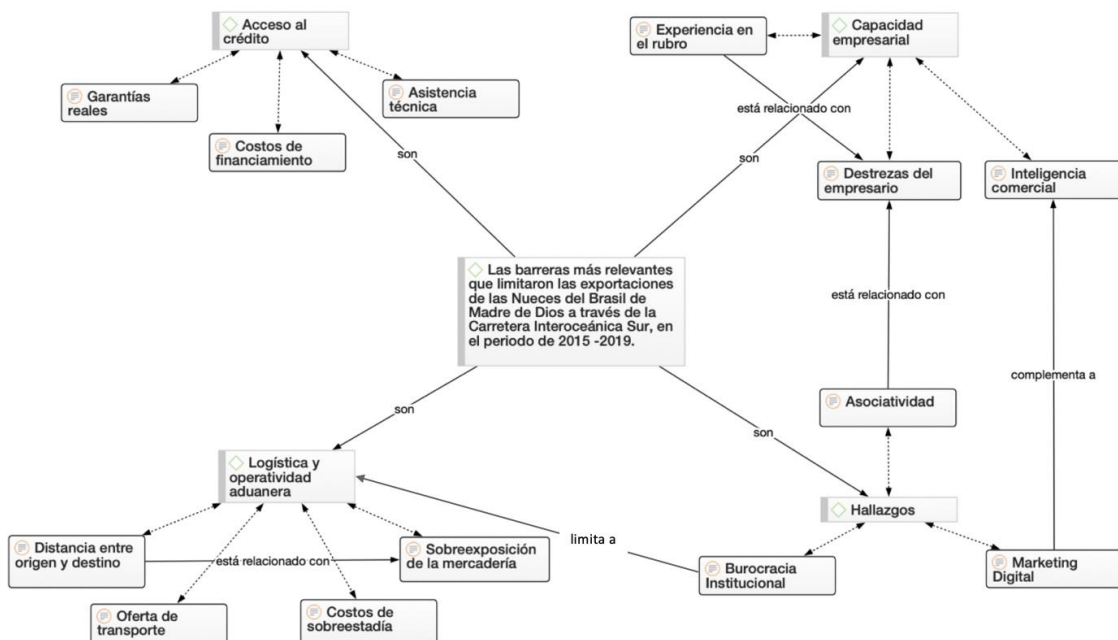 Acceso al
crédito
Garantías
reales
Costos de
financiamiento
Asistencia
técnica
son
Experiencia en
el rubro
Capacidad
empresarial
está relacionado con
son
Destrezas del
empresario
Inteligencia
comercial
Las barreras más relevantes
que limitaron las exportaciones
de las Nueces del Brasil de
Madre de Dios a través de la
Carretera Interoceánica Sur, en
el periodo de 2015 -2019.
está relacionado con
complementa a
Asociatividad
son
son
Logística y
operatividad
aduanera
Hallazgos
limita a
Distancia entre
origen y destino
está relacionado con
Sobreexposición
de la mercadería
Oferta de
transporte
Costos de
sobreestadía
Burocracia
Institucional
Marketing
Digital